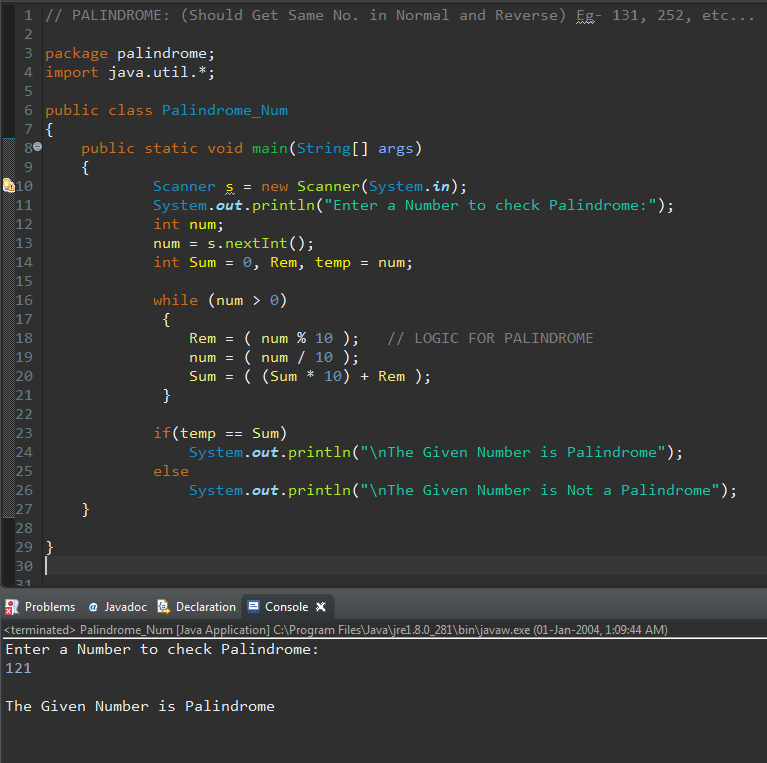 1 // PALINDROME: (Should Get Same No. in Normal and Reverse) Eg- 131, 252, etc...
2
3 package palindrome;
4 import java.util.*;
5
6 public class Palindrome_Num
7 {
8 public static void main(String[] args)
9 {
10 Scanner s = new Scanner(System.in);
11 System.out.println("Enter a Number to check Palindrome:");
12 int num;
13 num = s.nextInt();
14 int Sum = 0, Rem, temp = num;
15
16 while (num > 0)
17 {
18 Rem = ( num % 10 ); // LOGIC FOR PALINDROME
19 num = ( num / 10 );
20 Sum = ( (Sum * 10) + Rem );
21 }
22
23 if(temp == Sum)
24 System.out.println("\nThe Given Number is Palindrome");
25 else
26 System.out.println("\nThe Given Number is Not a Palindrome");
27 }
28
29 }
30
31
Problems @ Javadoc Declaration Console
<terminated> Palindrome_Num [Java Application] C:\Program Files\Java\jre1.8.0_281\bin\javaw.exe (01-Jan-2004, 1:09:44 AM)
Enter a Number to check Palindrome:
121
The Given Number is Palindrome